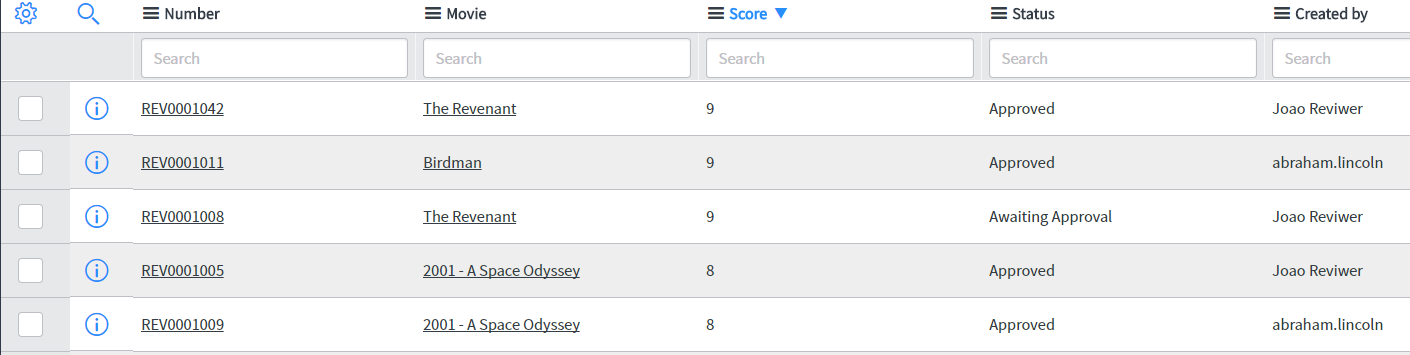 Number Movie Score Status Created by
Search Search Search Search Search
REV0001042 The Revenant 9 Approved Joao Reviwer
REV0001011 Birdman 9 Approved abraham.lincoln
REV0001008 The Revenant 9 Awaiting Approval Joao Reviwer
REV0001005 2001 - A Space Odyssey 8 Approved Joao Reviwer
REV0001009 2001 - A Space Odyssey 8 Approved abraham.lincoln